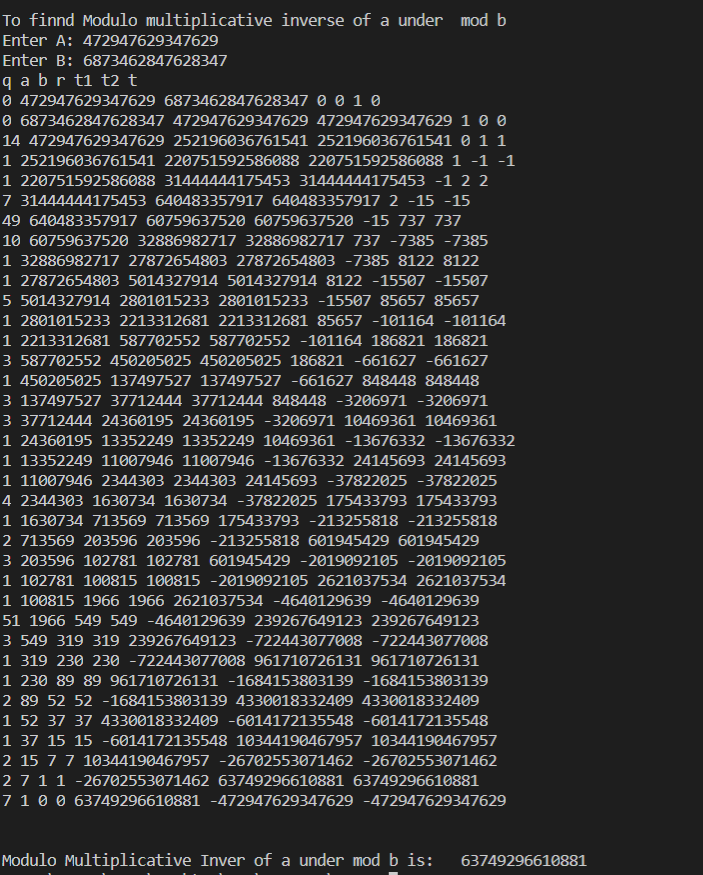 To finnd Modulo multiplicative inverse of a under  mod b
Enter A: 472947629347629
Enter B: 6873462847628347
q a b r t1 t2 t
0 472947629347629 6873462847628347 0 0 1 0
0 6873462847628347 472947629347629 472947629347629 1 0 0
14 472947629347629 252196036761541 252196036761541 0 1 1
1 252196036761541 220751592586088 220751592586088 1 -1 -1
1 220751592586088 31444444175453 31444444175453 -1 2 2
7 31444444175453 640483357917 640483357917 2 -15 -15
49 640483357917 60759637520 60759637520 -15 737 737
10 60759637520 32886982717 32886982717 737 -7385 -7385
1 32886982717 27872654803 27872654803 -7385 8122 8122
1 27872654803 5014327914 5014327914 8122 -15507 -15507
5 5014327914 2801015233 2801015233 -15507 85657 85657
1 2801015233 2213312681 2213312681 85657 -101164 -101164
1 2213312681 587702552 587702552 -101164 186821 186821
3 587702552 450205025 450205025 186821 -661627 -661627
1 450205025 137497527 137497527 -661627 848448 848448
3 137497527 37712444 37712444 848448 -3206971 -3206971
3 37712444 24360195 24360195 -3206971 10469361 10469361
1 24360195 13352249 13352249 10469361 -13676332 -13676332
1 13352249 11007946 11007946 -13676332 24145693 24145693
1 11007946 2344303 2344303 24145693 -37822025 -37822025
4 2344303 1630734 1630734 -37822025 175433793 175433793
1 1630734 713569 713569 175433793 -213255818 -213255818
2 713569 203596 203596 -213255818 601945429 601945429
3 203596 102781 102781 601945429 -2019092105 -2019092105
1 102781 100815 100815 -2019092105 2621037534 2621037534
1 100815 1966 1966 2621037534 -4640129639 -4640129639
51 1966 549 549 -4640129639 239267649123 239267649123
3 549 319 319 239267649123 -722443077008 -722443077008
1 319 230 230 -722443077008 961710726131 961710726131
1 230 89 89 961710726131 -1684153803139 -1684153803139
2 89 52 52 -1684153803139 4330018332409 4330018332409
1 52 37 37 4330018332409 -6014172135548 -6014172135548
1 37 15 15 -6014172135548 10344190467957 10344190467957
2 15 7 7 10344190467957 -26702553071462 -26702553071462
2 7 1 1 -26702553071462 63749296610881 63749296610881
7 1 0 0 63749296610881 -472947629347629 -472947629347629
Modulo Multiplicative Inver of a under mod b is:   63749296610881